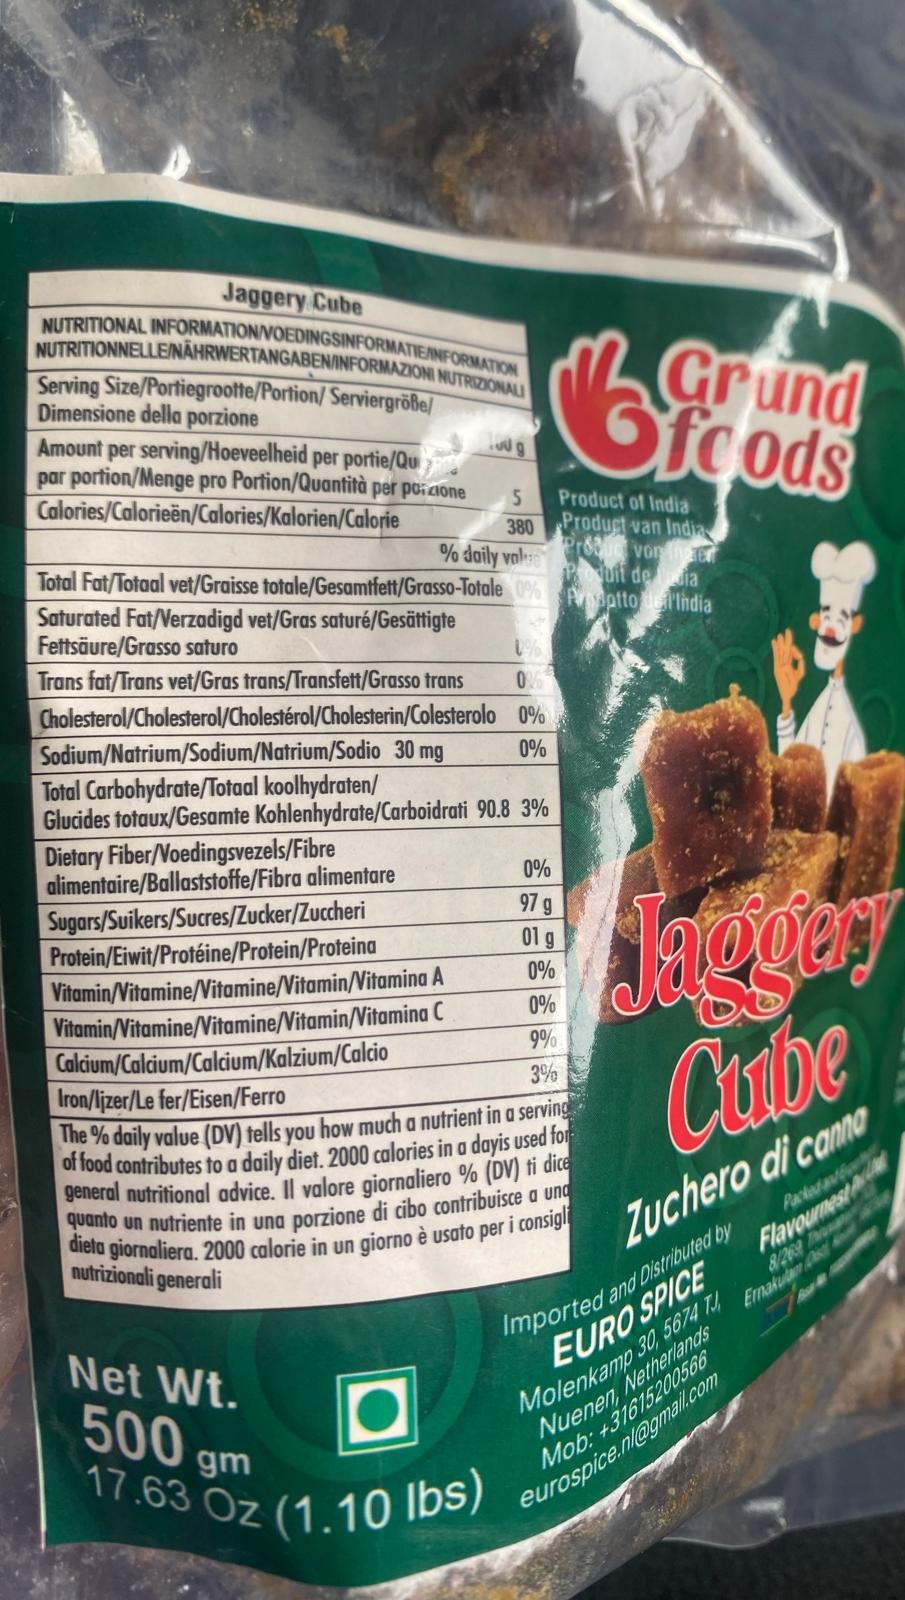 Jaggery Cube
NUTRITIONAL INFORMATION/VOEDINGSINFORMATIE/INFORMATION
NUTRITIONNELLE/NÄHRWERTANGABEN/INFORMAZIONI NUTRIZIONALI
Serving Size/Portiegrootte/Portion/ Serviergröße/
Dimensione della porzione
100 g
Amount per serving/Hoeveelheid per portie/
par portion/Menge pro Portion/Quantità per porzione 5
Calories/Calorieën/Calories/Kalorien/Calorie 380
% daily value
Total Fat/Totaal vet/Graisse totale/Gesamtfett/Grasso-Totale 0%
Saturated Fat/Verzadigd vet/Gras saturé/Gesättigte
Fettsäure/Grasso saturo 0%
Trans fat/Trans vet/Gras trans/Transfett/Grasso trans 0%
Cholesterol/Cholesterol/Cholestérol/Cholesterin/Colesterolo 0%
Sodium/Natrium/Sodium/Natrium/Sodio 30 mg 0%
Total Carbohydrate/Totaal koolhydraten/
Glucides totaux/Gesamte Kohlenhydrate/Carboidrati 90.8 3%
Dietary Fiber/Voedingsvezels/Fibre
alimentaire/Ballaststoffe/Fibra alimentare 0%
Sugars/Suikers/Sucres/Zucker/Zuccheri 97 g
Protein/Eiwit/Protéine/Protein/Proteina 01 g
Vitamin/Vitamine/Vitamine/Vitamin/Vitamina A 0%
Vitamin/Vitamine/Vitamine/Vitamin/Vitamina C 0%
Calcium/Calcium/Calcium/Kalzium/Calcio 9%
Iron/Ijzer/Le fer/Eisen/Ferro 3%
The % daily value (DV) tells you how much a nutrient in a serving
of food contributes to a daily diet. 2000 calories in a dayis used for
general nutritional advice. Il valore giornaliero % (DV) ti dice
quanto un nutriente in una porzione di cibo contribuisce a una
dieta giornaliera. 2000 calorie in un giorno è usato per i consigli
nutrizionali generali
Net Wt.
500 gm
17.63 Oz (1.10 lbs)
Grand
foods
Product of India
Product van India
Product von
Produit de
Prodotto dell'India
Jaggery
Cube
Zuchero di canna
Imported and Distributed by
EURO SPICE
Molenkamp 30, 5674 TJ,
Nuenen, Netherlands
Mob: +31615200566
eurospice.nl@gmail.com
Packed and
Flavournest
8/269,
Ernakulam